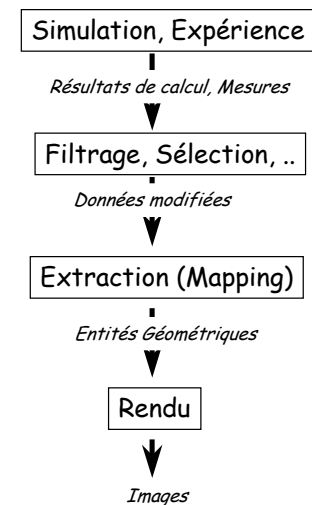 Simulation, Expérience
Résultats de calcul, Mesures
Filtrage, Sélection, ..
Données modifiées
Extraction (Mapping)
Entités Géométriques
Rendu
Images